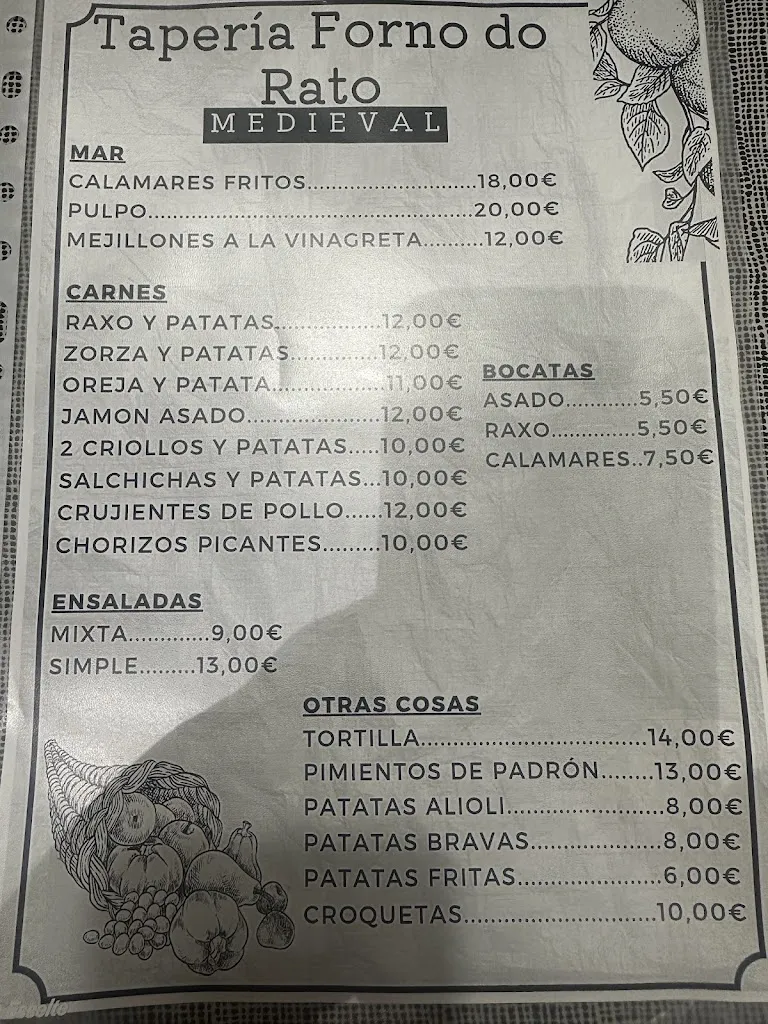 Tapería Forno do
Rato
MEDIEVAL
MAR
CALAMARES FRITOS.............................18,00€
PULPO.......................................................20,00€
MEJILLONES A LA VINAGRETA..........12,00€
CARNES
RAXO Y PATATAS..................12,00€
ZORZA Y PATATAS...............12,00€
OREJA Y PATATA...................11,00€
JAMON ASADO.......................12,00€
2 CRIOLLOS Y PATATAS.....10,00€
SALCHICHAS Y PATATAS...10,00€
CRUJIENTES DE POLLO......12,00€
CHORIZOS PICANTES.........10,00€
BOCATAS
ASADO............5,50€
RAXO..............5,50€
CALAMARES..7,50€
ENSALADAS
MIXTA.............9,00€
SIMPLE.........13,00€
OTRAS COSAS
TORTILLA....................................14,00€
PIMIENTOS DE PADRÓN........13,00€
PATATAS ALIOLI.........................8,00€
PATATAS BRAVAS.....................8,00€
PATATAS FRITAS.......................6,00€
CROQUETAS..............................10,00€